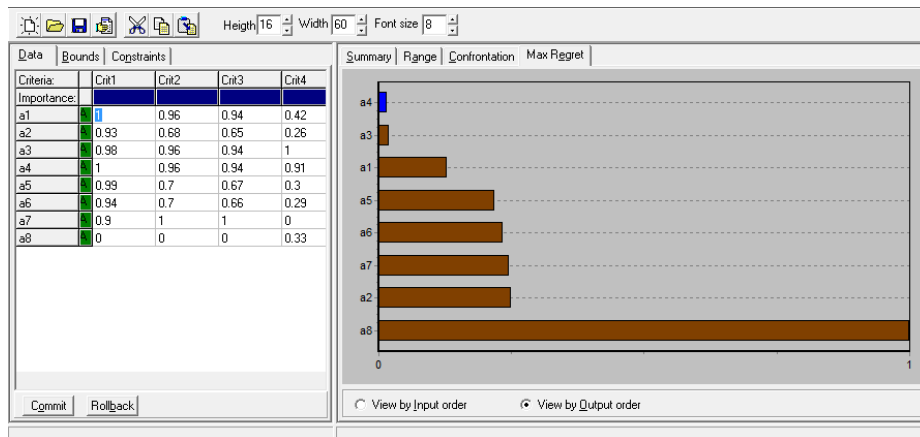 Heigth 16 Width 60 Font size 8
Data Bounds Constraints
Criteria: Crit1 Crit2 Crit3 Crit4
Importance:
a1 1 0.96 0.94 0.42
a2 0.93 0.68 0.65 0.26
a3 0.98 0.96 0.94 1
a4 1 0.96 0.94 0.91
a5 0.99 0.7 0.67 0.3
a6 0.94 0.7 0.66 0.29
a7 0.9 1 1 0
a8 0 0 0 0.33
Commit Rollback
Summary Range Confrontation Max Regret
a4
a3
a1
a5
a6
a7
a2
a8
0 1
View by Input order View by Output order